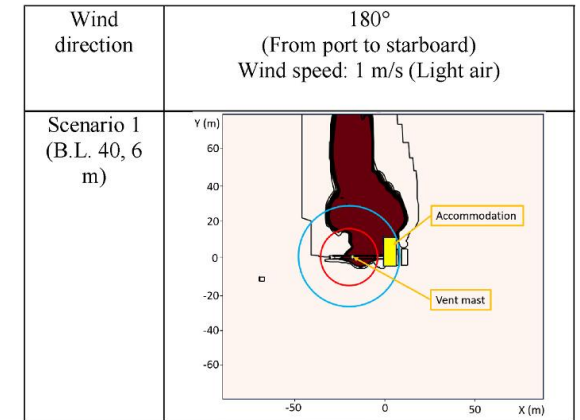 Wind
direction
180°
(From port to starboard)
Wind speed: 1 m/s (Light air)
Scenario 1
(B.L. 40, 6
m)
Y (m)
60
40
20
0
-20
-40
-60
Accommodation
Vent mast
-50
0
50
X (m)